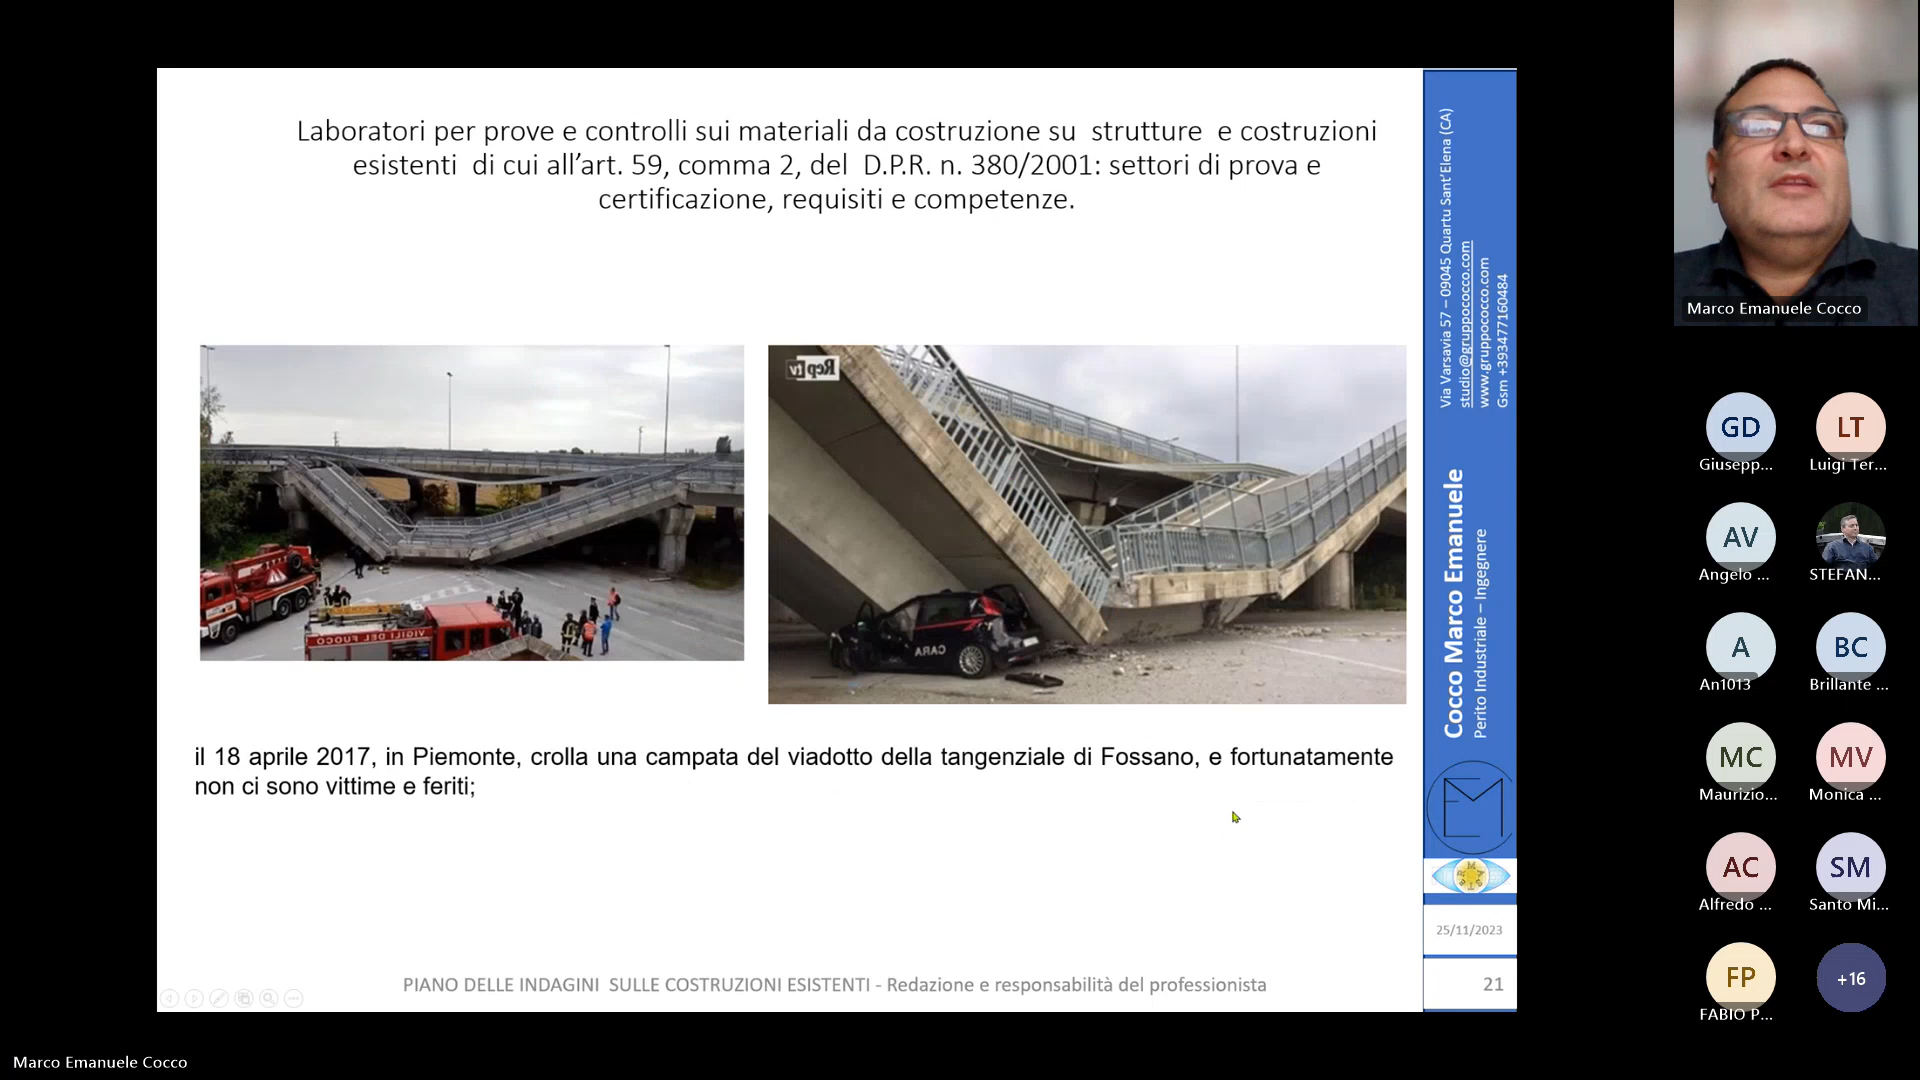 Laboratori per prove e controlli sui materiali da costruzione su strutture e costruzioni
esistenti di cui all’art. 59, comma 2, del D.P.R. n. 380/2001: settori di prova e
certificazione, requisiti e competenze.
Rep tv
VIGILI DEL FUOCO
CARA
il 18 aprile 2017, in Piemonte, crolla una campata del viadotto della tangenziale di Fossano, e fortunatamente
non ci sono vittime e feriti;
Via Varsavia 57 – 09045 Quartu Sant’Elena (CA)
studio@gruppococco.com
www.gruppococco.com
Gsm +393477160484
Cocco Marco Emanuele
Perito Industriale – Ingegnere
25/11/2023
PIANO DELLE INDAGINI SULLE COSTRUZIONI ESISTENTI - Redazione e responsabilità del professionista
21
Marco Emanuele Cocco
GD
Giusepp...
LT
Luigi Ter...
AV
Angelo ...
STEFAN...
A
An1013
BC
Brillante ...
MC
Maurizio...
MV
Monica ...
AC
Alfredo ...
SM
Santo Mi...
FP
FABIO P...
+16
Marco Emanuele Cocco